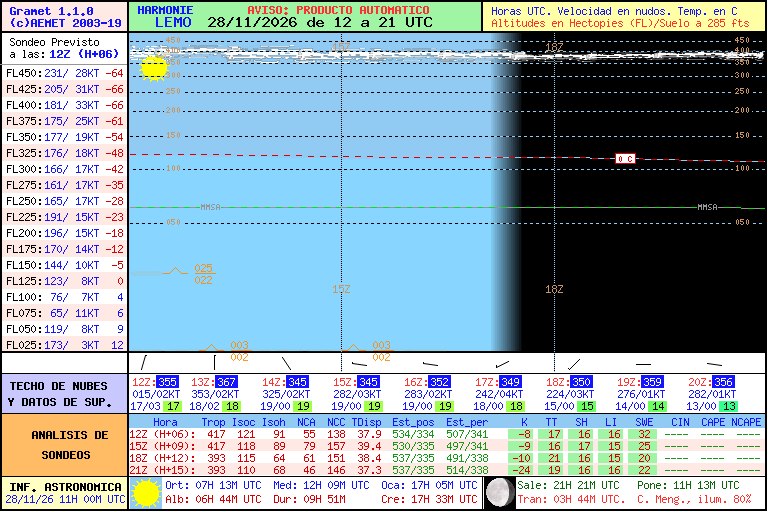 Gramet 1.1.0
(c)AEMET 2003-19
HARMONIE
LEMO
AVISO: PRODUCTO AUTOMATICO
28/11/2026 de 12 a 21 UTC
Horas UTC. Velocidad en nudos. Temp. en C
Altitudes en Hectopies (FL)/Suelo a 285 fts
Sondeo Previsto
a las: 12Z (H+06)
FL450: 231/ 28KT -64
FL425: 205/ 31KT -66
FL400: 181/ 33KT -66
FL375: 175/ 25KT -61
FL350: 177/ 19KT -54
FL325: 176/ 18KT -48
FL300: 166/ 17KT -42
FL275: 161/ 17KT -35
FL250: 165/ 17KT -28
FL225: 191/ 15KT -23
FL200: 196/ 15KT -18
FL175: 170/ 14KT -12
FL150: 144/ 10KT -5
FL125: 123/ 8KT 0
FL100: 76/ 7KT 4
FL075: 65/ 11KT 6
FL050: 119/ 8KT 9
FL025: 173/ 3KT 12
450 15Z 18Z 450
400 400
350 350
300 300
250 250
200 200
150 150
0 C
100 100
MMSA MMSA
050 050
025
022
15Z 18Z
003 003
002 002
TECHO DE NUBES
Y DATOS DE SUP.
12Z: 355 13Z: 367 14Z: 345 15Z: 345 16Z: 352 17Z: 349 18Z: 350 19Z: 359 20Z: 356
015/02KT 353/02KT 325/02KT 282/03KT 283/02KT 242/04KT 224/03KT 276/01KT 282/01KT
17/03 17 18/02 18 19/01 19 19/00 19 19/00 19 18/00 18 15/00 15 14/00 14 13/00 13
ANALISIS DE
SONDEOS
Hora Trop Isoc Isoh NCA NCC TDisp Est_pos Est_per K TT SH LI SWE CIN CAPE NCAPE
12Z (H+06): 417 121 91 55 138 37.9 534/334 507/341 -8 17 16 16 32 ---- ---- ----
15Z (H+09): 417 118 89 79 157 39.4 530/335 497/341 -9 16 17 16 25 ---- ---- ----
18Z (H+12): 393 115 64 61 151 38.4 537/335 491/338 -10 21 16 15 20 ---- ---- ----
21Z (H+15): 393 110 68 46 146 37.3 537/335 514/338 -24 19 16 16 22 ---- ---- ----
INF. ASTRONOMICA
28/11/26 11H 00M UTC
Ort: 07H 13M UTC Med: 12H 09M UTC Oca: 17H 05M UTC
Alb: 06H 44M UTC Dur: 09H 51M Cre: 17H 33M UTC
Sale: 21H 21M UTC Pone: 11H 13M UTC
Tran: 03H 44M UTC. C. Meng., ilum. 80%